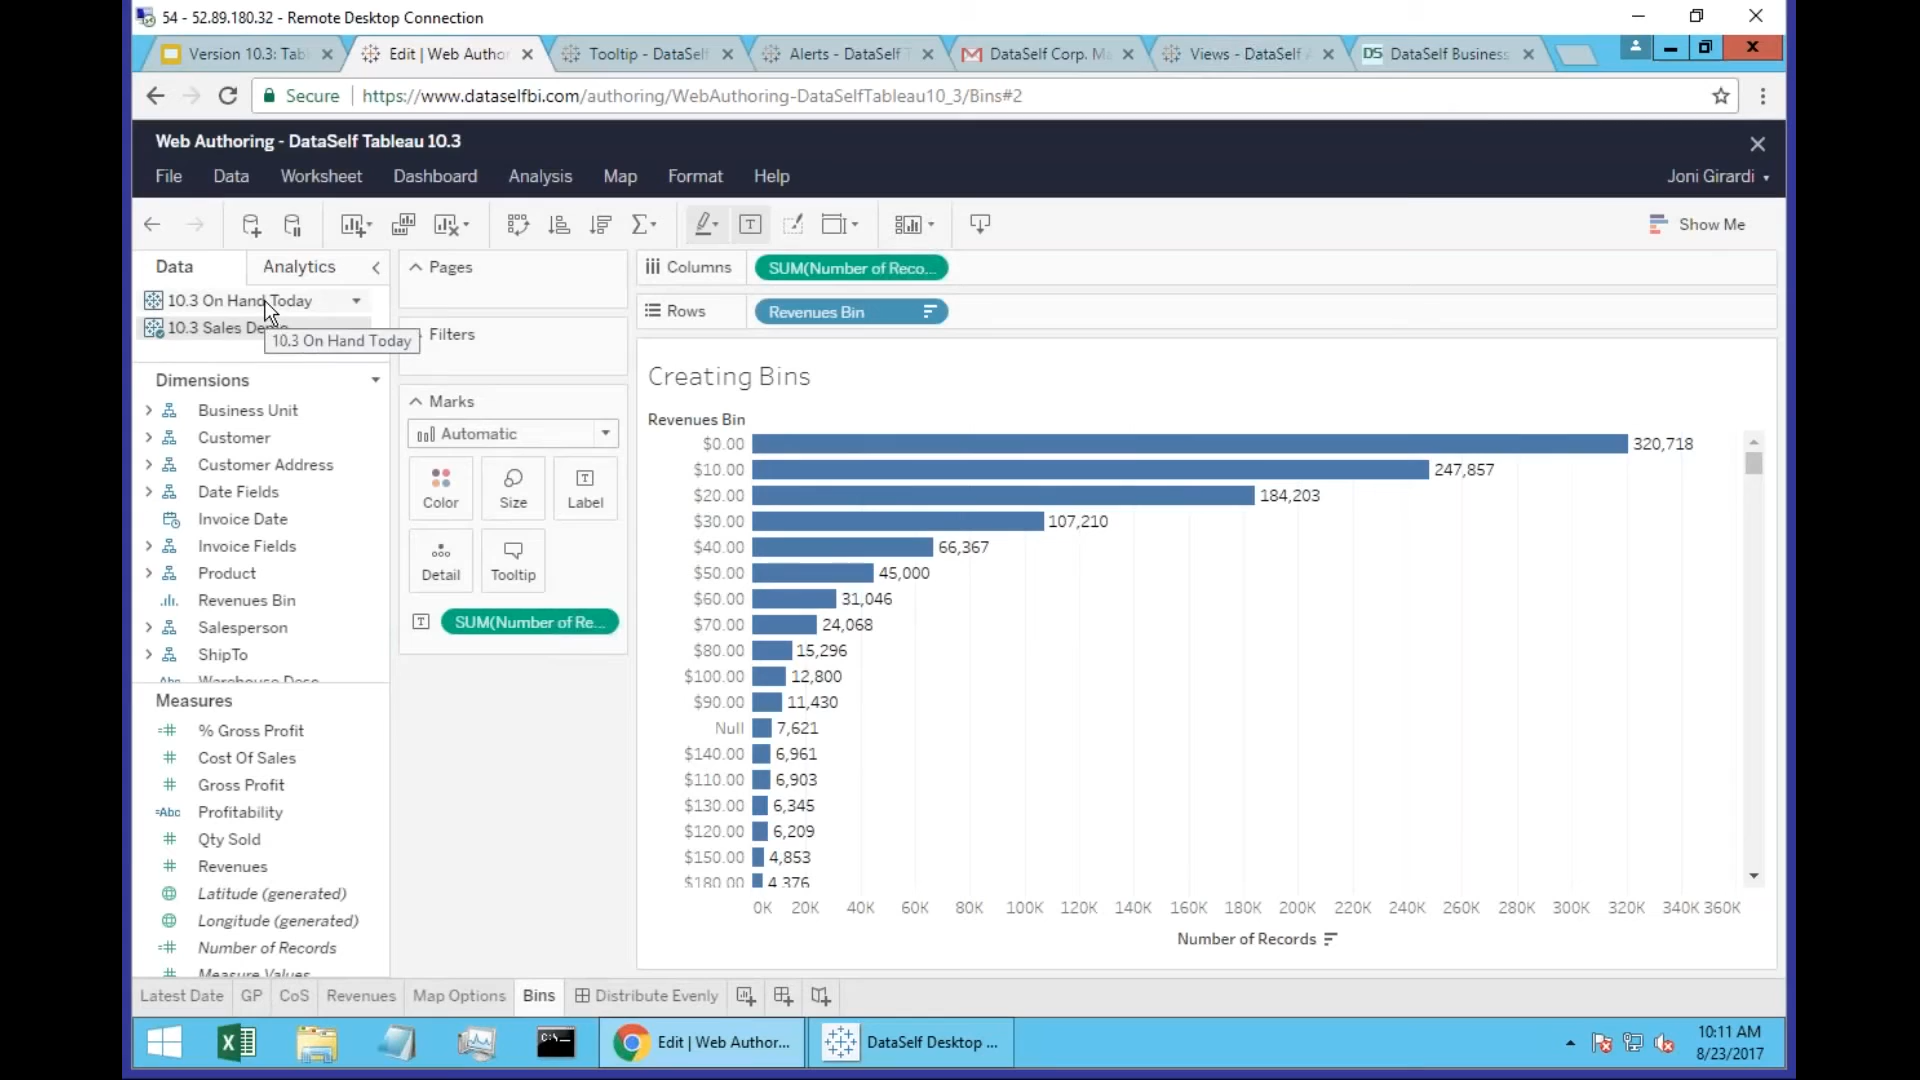 54 - 52.89.180.32 - Remote Desktop Connection
Version 10.3: Tab
Edit | Web Autho
Tooltip - DataSelf
Alerts - DataSelf T
DataSelf Corp. Ma
Views - DataSelf
DS DataSelf Business
Secure https://www.dataselfbi.com/authoring/WebAuthoring-DataSelfTableau10_3/Bins#2
Web Authoring - DataSelf Tableau 10.3
File Data Worksheet Dashboard Analysis Map Format Help
Joni Girardi
Show Me
Data Analytics
10.3 On Hand Today
10.3 Sales De
10.3 On Hand Today
Dimensions
Business Unit
Customer
Customer Address
Date Fields
Invoice Date
Invoice Fields
Product
Revenues Bin
Salesperson
ShipTo
Abc Warehouse Desc
Measures
% Gross Profit
Cost Of Sales
Gross Profit
=Abc Profitability
Qty Sold
Revenues
Latitude (generated)
Longitude (generated)
Number of Records
Measure Values
Pages
Filters
Marks
Automatic
Color Size Label
Detail Tooltip
SUM(Number of Re...
Columns SUM(Number of Reco...
Rows Revenues Bin
Creating Bins
Revenues Bin
$0.00 320,718
$10.00 247,857
$20.00 184,203
$30.00 107,210
$40.00 66,367
$50.00 45,000
$60.00 31,046
$70.00 24,068
$80.00 15,296
$100.00 12,800
$90.00 11,430
Null 7,621
$140.00 6,961
$110.00 6,903
$130.00 6,345
$120.00 6,209
$150.00 4,853
$180.00 4,376
0K 20K 40K 60K 80K 100K 120K 140K 160K 180K 200K 220K 240K 260K 280K 300K 320K 340K 360K
Number of Records
Latest Date GP CoS Revenues Map Options Bins Distribute Evenly
Edit | Web Author...
DataSelf Desktop ...
10:11 AM
8/23/2017